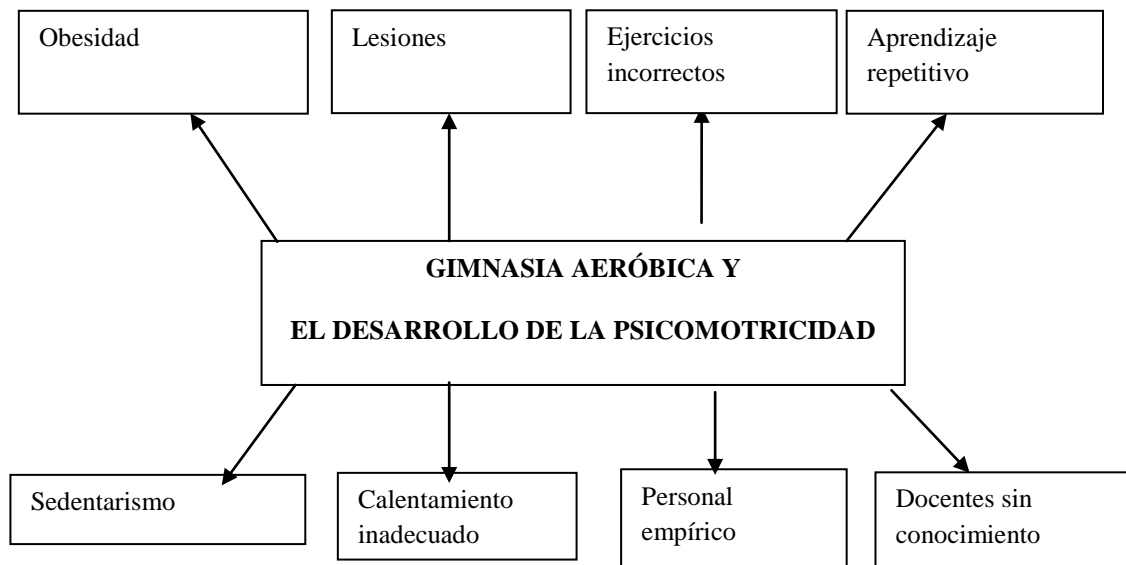 Obesidad
Lesiones
Ejercicios
incorrectos
Aprendizaje
repetitivo
GIMNASIA AERÓBICA Y
EL DESARROLLO DE LA PSICOMOTRICIDAD
Sedentarismo
Calentamiento
inadecuado
Personal
empírico
Docentes sin
conocimiento